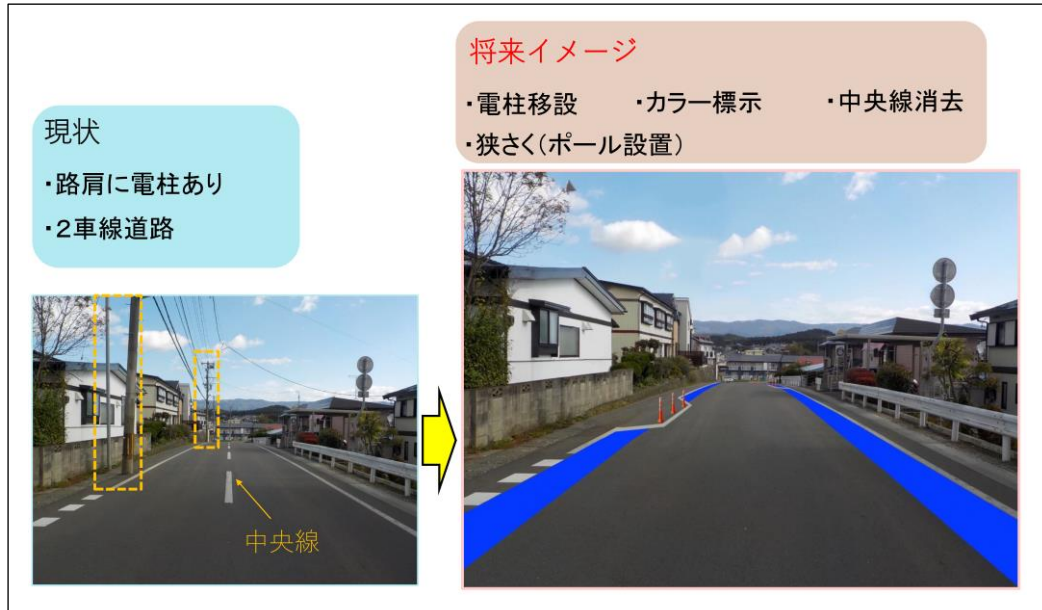 将来イメージ
・電柱移設　・カラー標示　・中央線消去
・狭さく(ポール設置)
現状
・路肩に電柱あり
・2車線道路
中央線